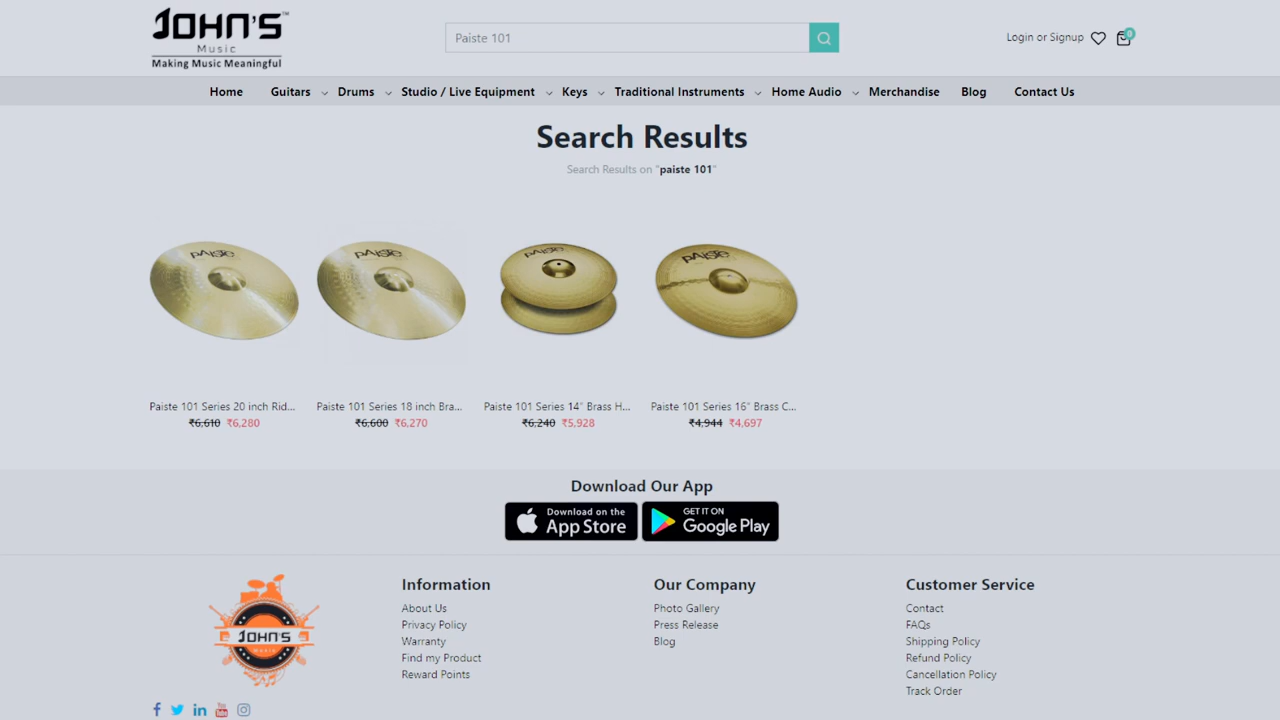 JOHN'S™
Music
Making Music Meaningful
Paiste 101
Login or Signup
0
Home Guitars Drums Studio / Live Equipment Keys Traditional Instruments Home Audio Merchandise Blog Contact Us
Search Results
Search Results on "paiste 101"
PAISTE PAISTE PAISTE PAISTE
Paiste 101 Series 20 inch Rid... Paiste 101 Series 18 inch Bra... Paiste 101 Series 14" Brass H... Paiste 101 Series 16" Brass C...
₹6,610 ₹6,280 ₹6,600 ₹6,270 ₹6,240 ₹5,928 ₹4,944 ₹4,697
Download Our App
Download on the App Store
GET IT ON Google Play
JOHN'S
Music
Information
About Us
Privacy Policy
Warranty
Find my Product
Reward Points
Our Company
Photo Gallery
Press Release
Blog
Customer Service
Contact
FAQs
Shipping Policy
Refund Policy
Cancellation Policy
Track Order